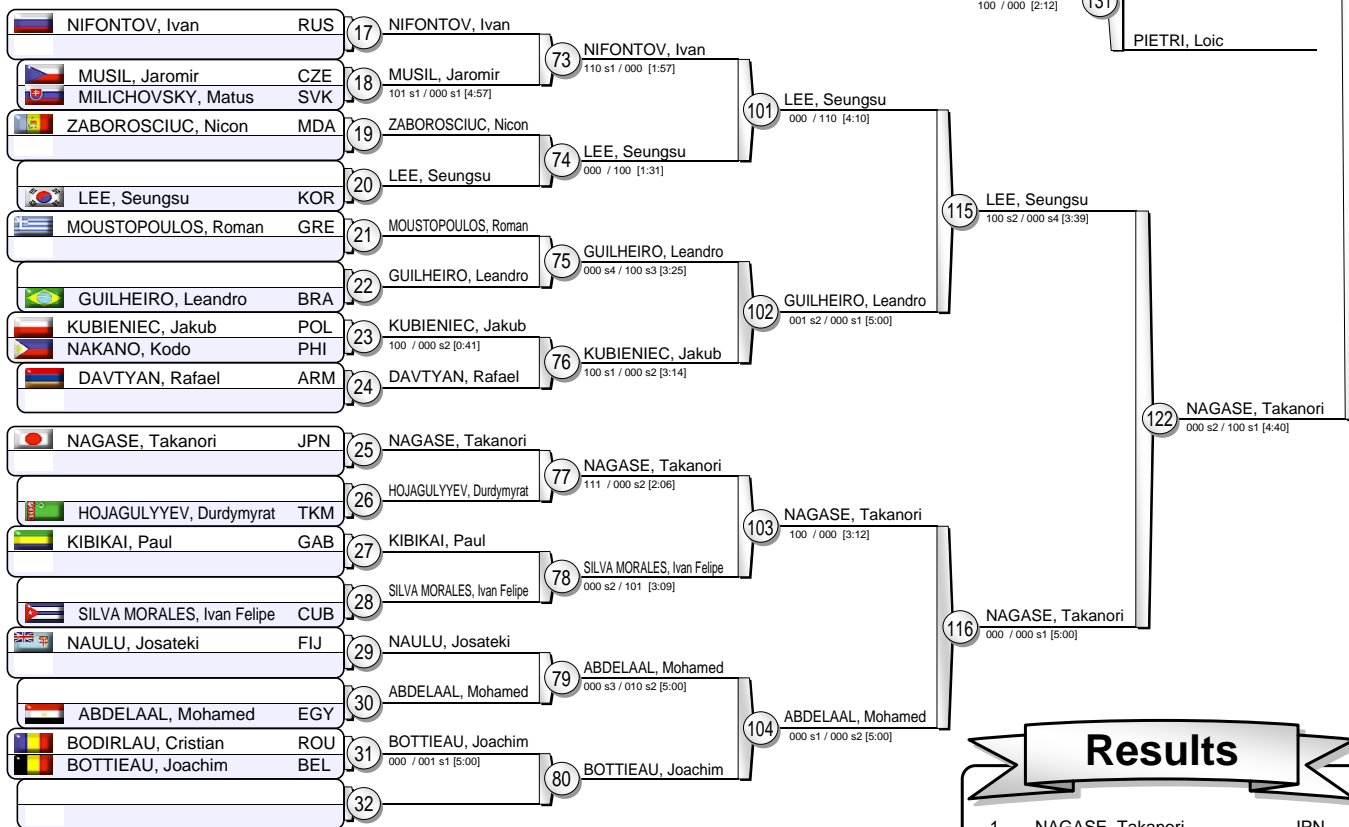 100 / 000 [2:12]
131
PIETRI, Loic
NIFONTOV, Ivan RUS
MUSIL, Jaromir CZE
MILICHOVSKY, Matus SVK
ZABOROSCIUC, Nicon MDA
LEE, Seungsu KOR
MOUSTOPOULOS, Roman GRE
GUILHEIRO, Leandro BRA
KUBIENIEC, Jakub POL
NAKANO, Kodo PHI
DAVTYAN, Rafael ARM
NAGASE, Takanori JPN
HOJAGULYYEV, Durdymyrat TKM
KIBIKAI, Paul GAB
SILVA MORALES, Ivan Felipe CUB
NAULU, Josateki FIJ
ABDELAAL, Mohamed EGY
BODIRLAU, Cristian ROU
BOTTIEAU, Joachim BEL
17 NIFONTOV, Ivan
18 MUSIL, Jaromir
101 s1 / 000 s1 [4:57]
19 ZABOROSCIUC, Nicon
20 LEE, Seungsu
21 MOUSTOPOULOS, Roman
22 GUILHEIRO, Leandro
23 KUBIENIEC, Jakub
100 / 000 s2 [0:41]
24 DAVTYAN, Rafael
25 NAGASE, Takanori
26 HOJAGULYYEV, Durdymyrat
27 KIBIKAI, Paul
28 SILVA MORALES, Ivan Felipe
29 NAULU, Josateki
30 ABDELAAL, Mohamed
31 BOTTIEAU, Joachim
000 / 001 s1 [5:00]
32
73 NIFONTOV, Ivan
110 s1 / 000 [1:57]
74 LEE, Seungsu
000 / 100 [1:31]
75 GUILHEIRO, Leandro
000 s4 / 100 s3 [3:25]
76 KUBIENIEC, Jakub
100 s1 / 000 s2 [3:14]
77 NAGASE, Takanori
111 / 000 s2 [2:06]
78 SILVA MORALES, Ivan Felipe
000 s2 / 101 [3:09]
79 ABDELAAL, Mohamed
000 s3 / 010 s2 [5:00]
80 BOTTIEAU, Joachim
101 LEE, Seungsu
000 / 110 [4:10]
102 GUILHEIRO, Leandro
001 s2 / 000 s1 [5:00]
103 NAGASE, Takanori
100 / 000 [3:12]
104 ABDELAAL, Mohamed
000 s1 / 000 s2 [5:00]
115 LEE, Seungsu
100 s2 / 000 s4 [3:39]
116 NAGASE, Takanori
000 / 000 s1 [5:00]
122 NAGASE, Takanori
000 s2 / 100 s1 [4:40]
Results
1 NAGASE, Takanori JPN